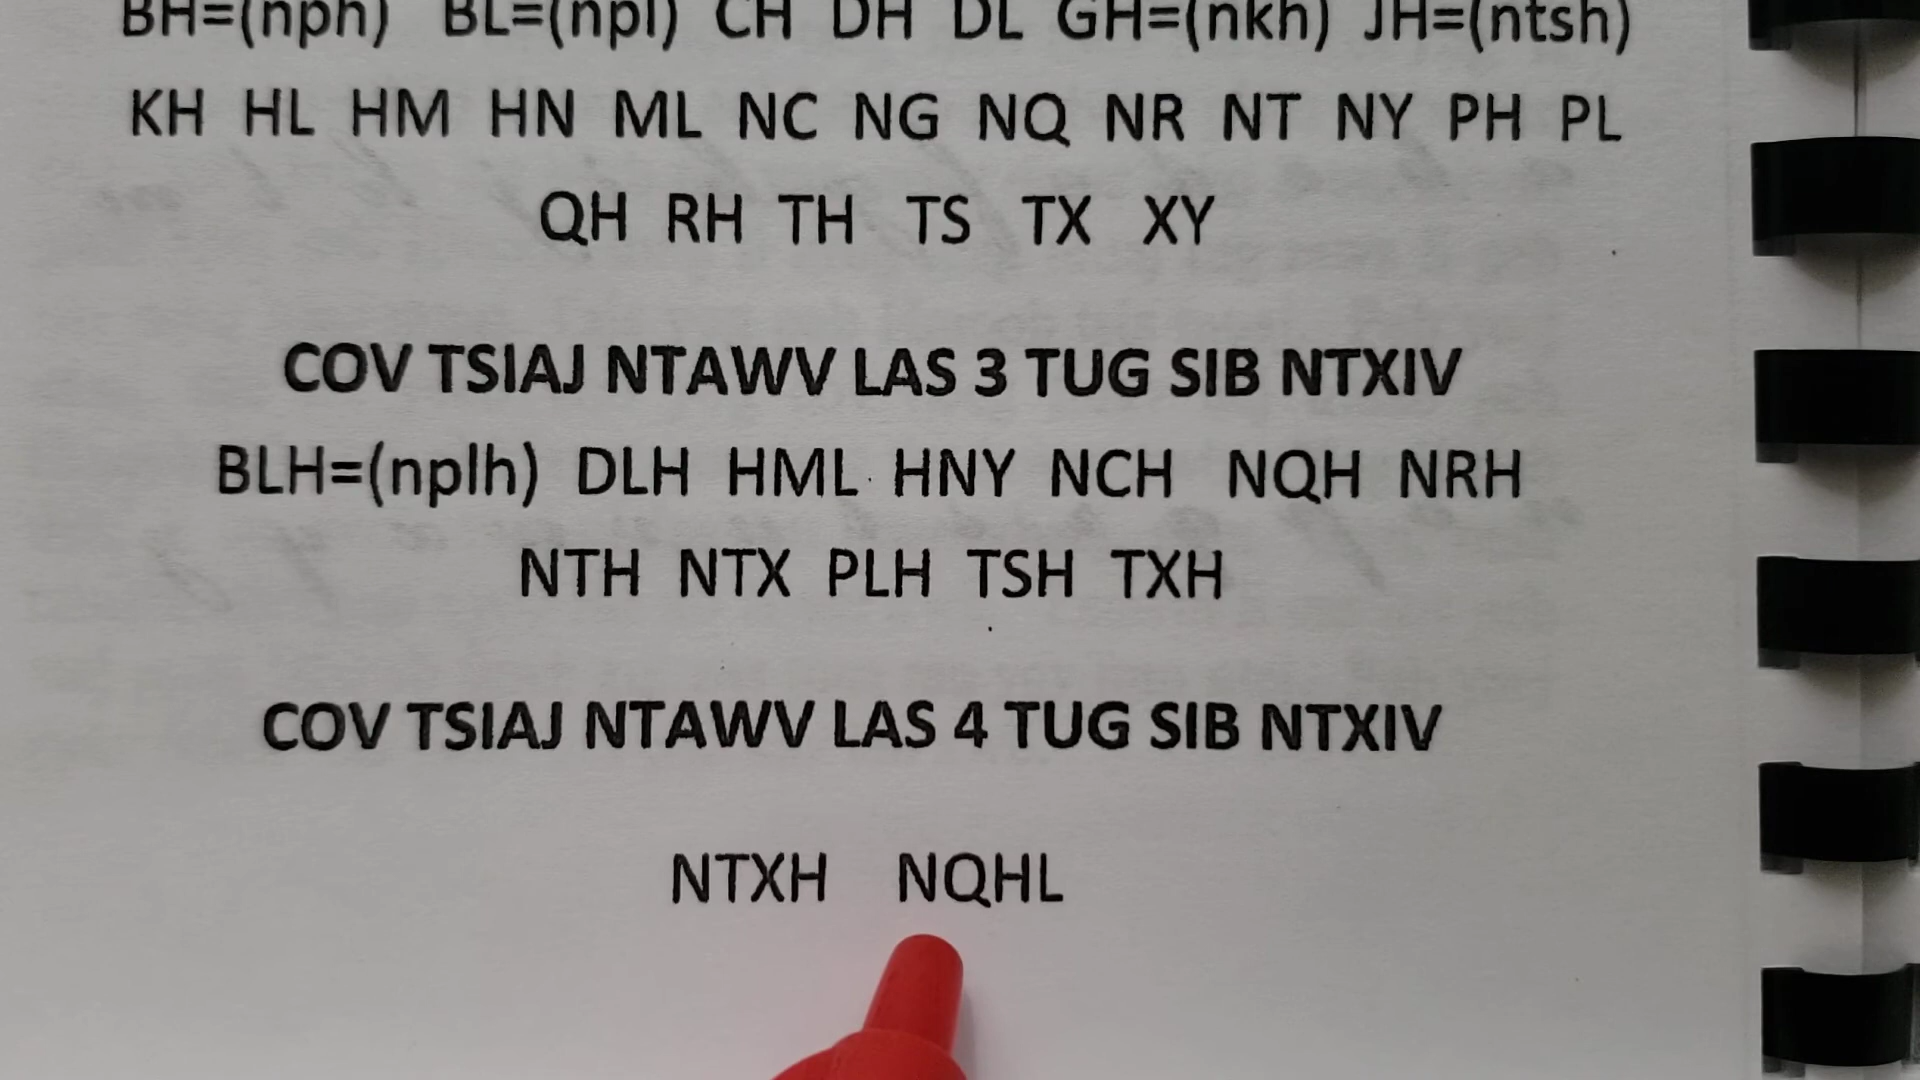 BH=(nph) BL=(npl) CH DH DL GH=(nkh) JH=(ntsh)
KH HL HM HN ML NC NG NQ NR NT NY PH PL
QH RH TH TS TX XY
COV TSIAJ NTAWV LAS 3 TUG SIB NTXIV
BLH=(nplh) DLH HML HNY NCH NQH NRH
NTH NTX PLH TSH TXH
COV TSIAJ NTAWV LAS 4 TUG SIB NTXIV
NTXH NQHL